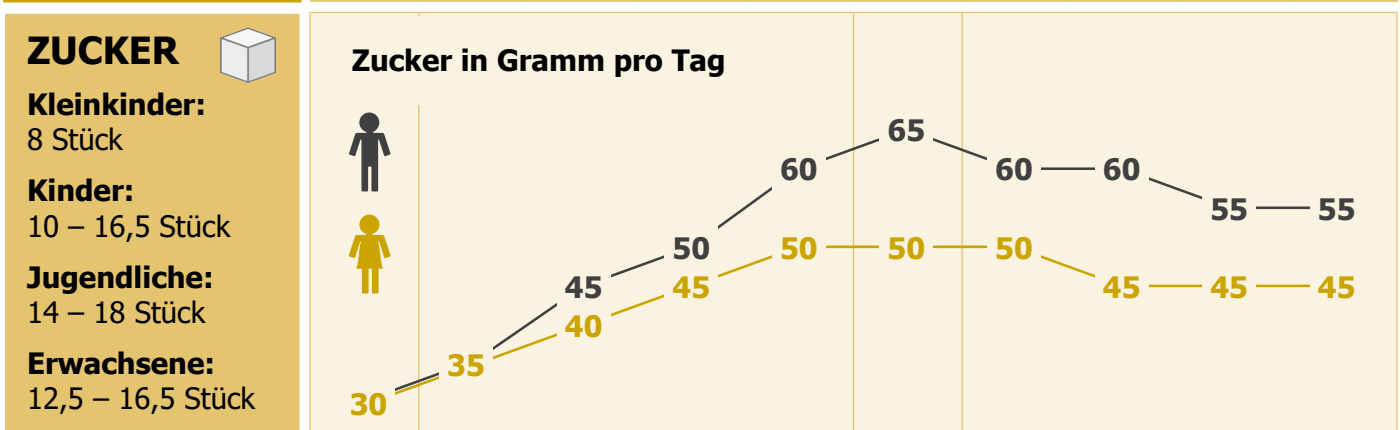 ZUCKER
Kleinkinder:
8 Stück
Kinder:
10 – 16,5 Stück
Jugendliche:
14 – 18 Stück
Erwachsene:
12,5 – 16,5 Stück
Zucker in Gramm pro Tag
45 50 60 65 60 60 55 55
30 35 40 45 50 50 50 45 45 45